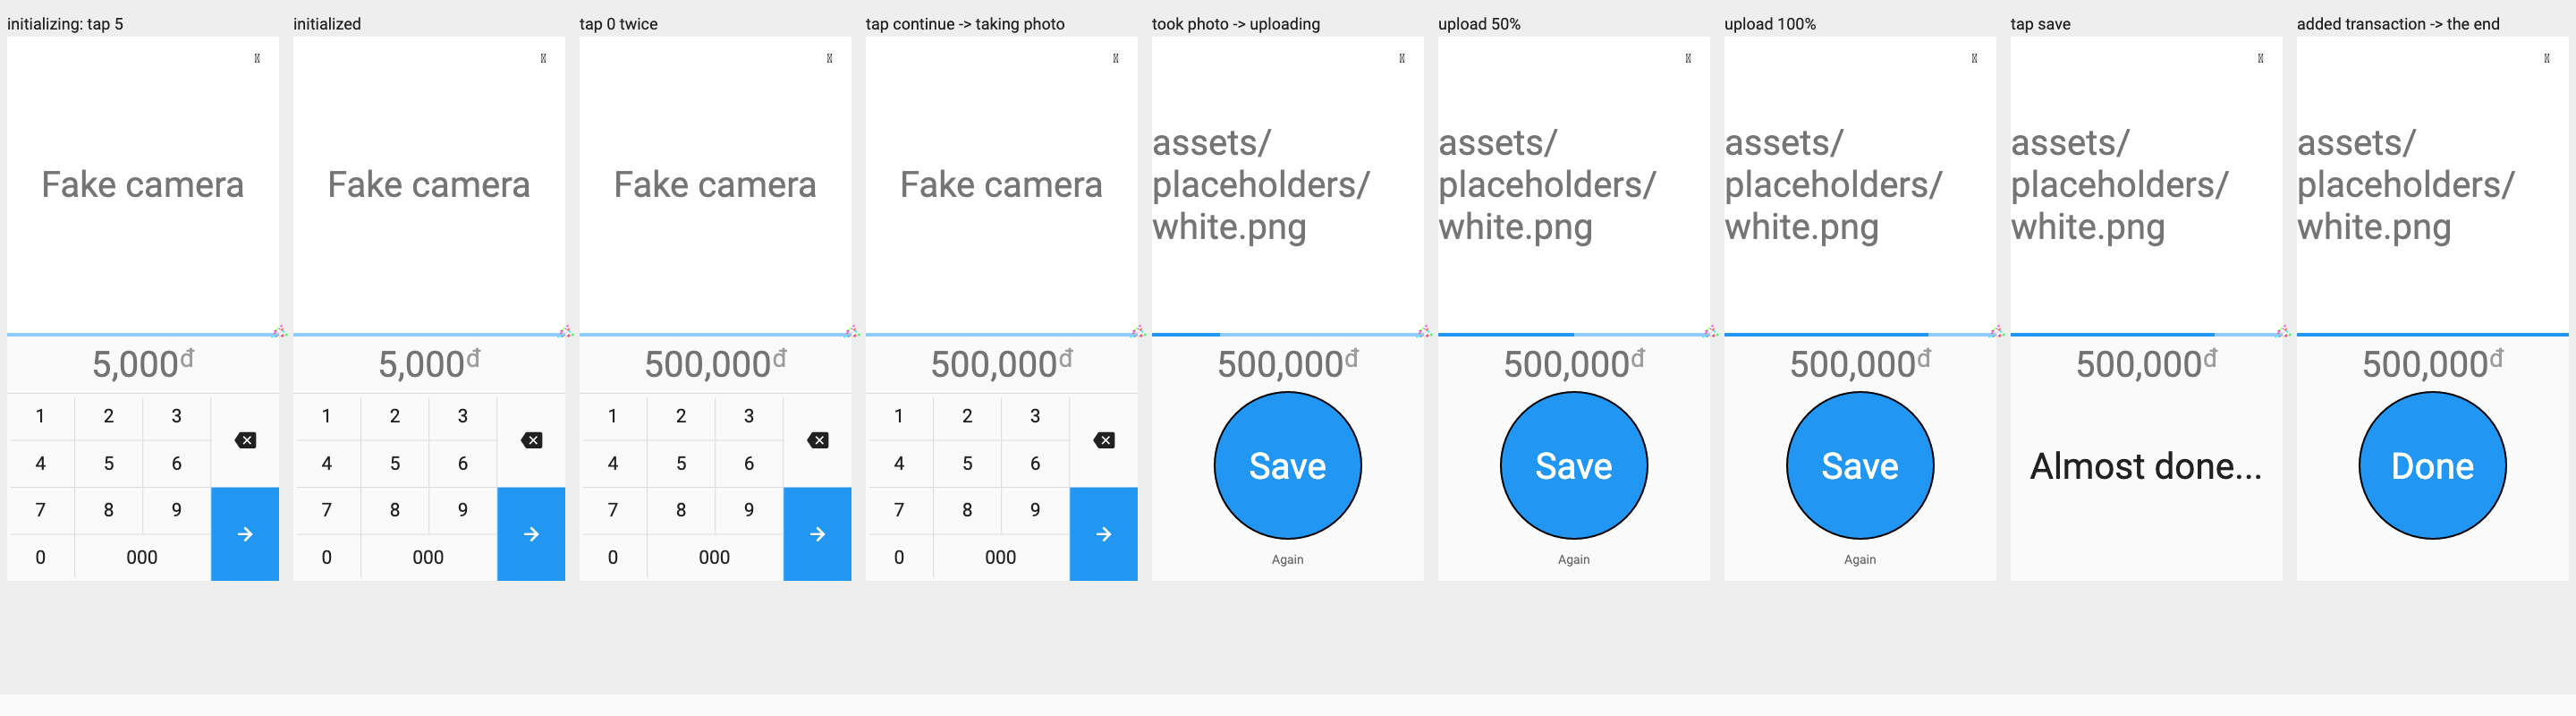 initializing: tap 5
Fake camera
5,000đ
1 2 3
4 5 6
7 8 9
0 000
initialized
Fake camera
5,000đ
1 2 3
4 5 6
7 8 9
0 000
tap 0 twice
Fake camera
500,000đ
1 2 3
4 5 6
7 8 9
0 000
tap continue -> taking photo
Fake camera
500,000đ
1 2 3
4 5 6
7 8 9
0 000
took photo -> uploading
assets/
placeholders/
white.png
500,000đ
Save
Again
upload 50%
assets/
placeholders/
white.png
500,000đ
Save
Again
upload 100%
assets/
placeholders/
white.png
500,000đ
Save
Again
tap save
assets/
placeholders/
white.png
500,000đ
Almost done...
added transaction -> the end
assets/
placeholders/
white.png
500,000đ
Done